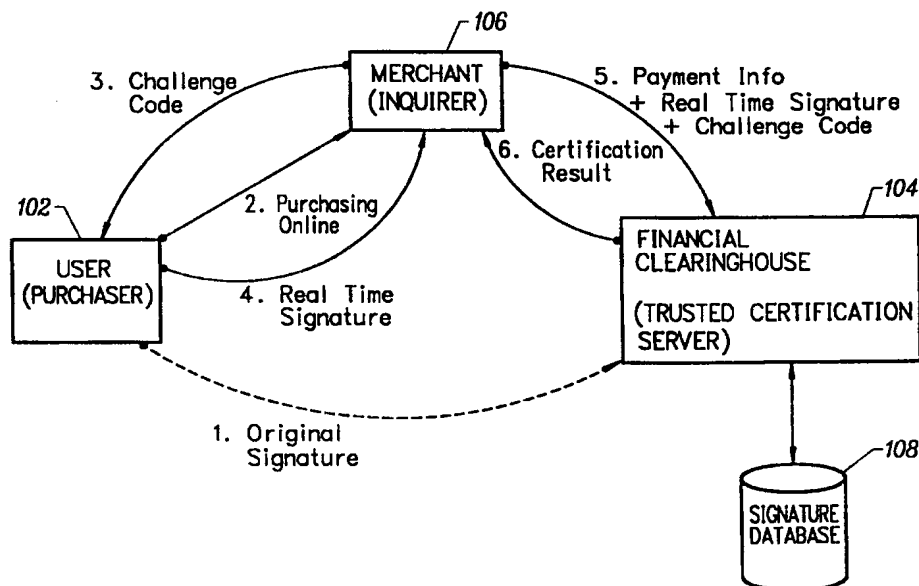 106
3. Challenge
Code
MERCHANT
(INQUIRER)
5. Payment Info
+ Real Time Signature
+ Challenge Code
6. Certification
Result
104
102
2. Purchasing
Online
USER
(PURCHASER)
FINANCIAL
CLEARINGHOUSE
(TRUSTED CERTIFICATION
SERVER)
4. Real Time
Signature
1. Original
Signature
108
SIGNATURE
DATABASE